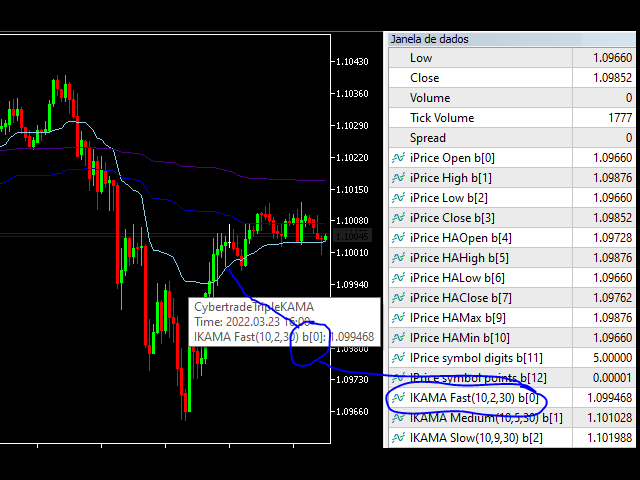 1.10430
1.10360
1.10290
1.10220
1.10150
1.10080
1.10010
1.09940
1.09800
1.09730
1.09660
CybertradeTripleKAMA
Time: 2022.03.23 16:00
IKAMA Fast(10,2,30) b[0]: 1.099468
Janela de dados
Low 1.09660
Close 1.09852
Volume 0
Tick Volume 1777
Spread 0
iPrice Open b[0] 1.09660
iPrice High b[1] 1.09876
iPrice Low b[2] 1.09660
iPrice Close b[3] 1.09852
iPrice HAOpen b[4] 1.09728
iPrice HAHigh b[5] 1.09876
iPrice HALow b[6] 1.09660
iPrice HAClose b[7] 1.09762
iPrice HAMax b[9] 1.09876
iPrice HAMin b[10] 1.09660
IPrice symbol digits b[11] 5.00000
IPrice symbol points b[12] 0.00001
IKAMA Fast(10,2,30) b[0] 1.099468
IKAMA Medium(10,5,30) b[1] 1.101028
IKAMA Slow(10,9,30) b[2] 1.101988